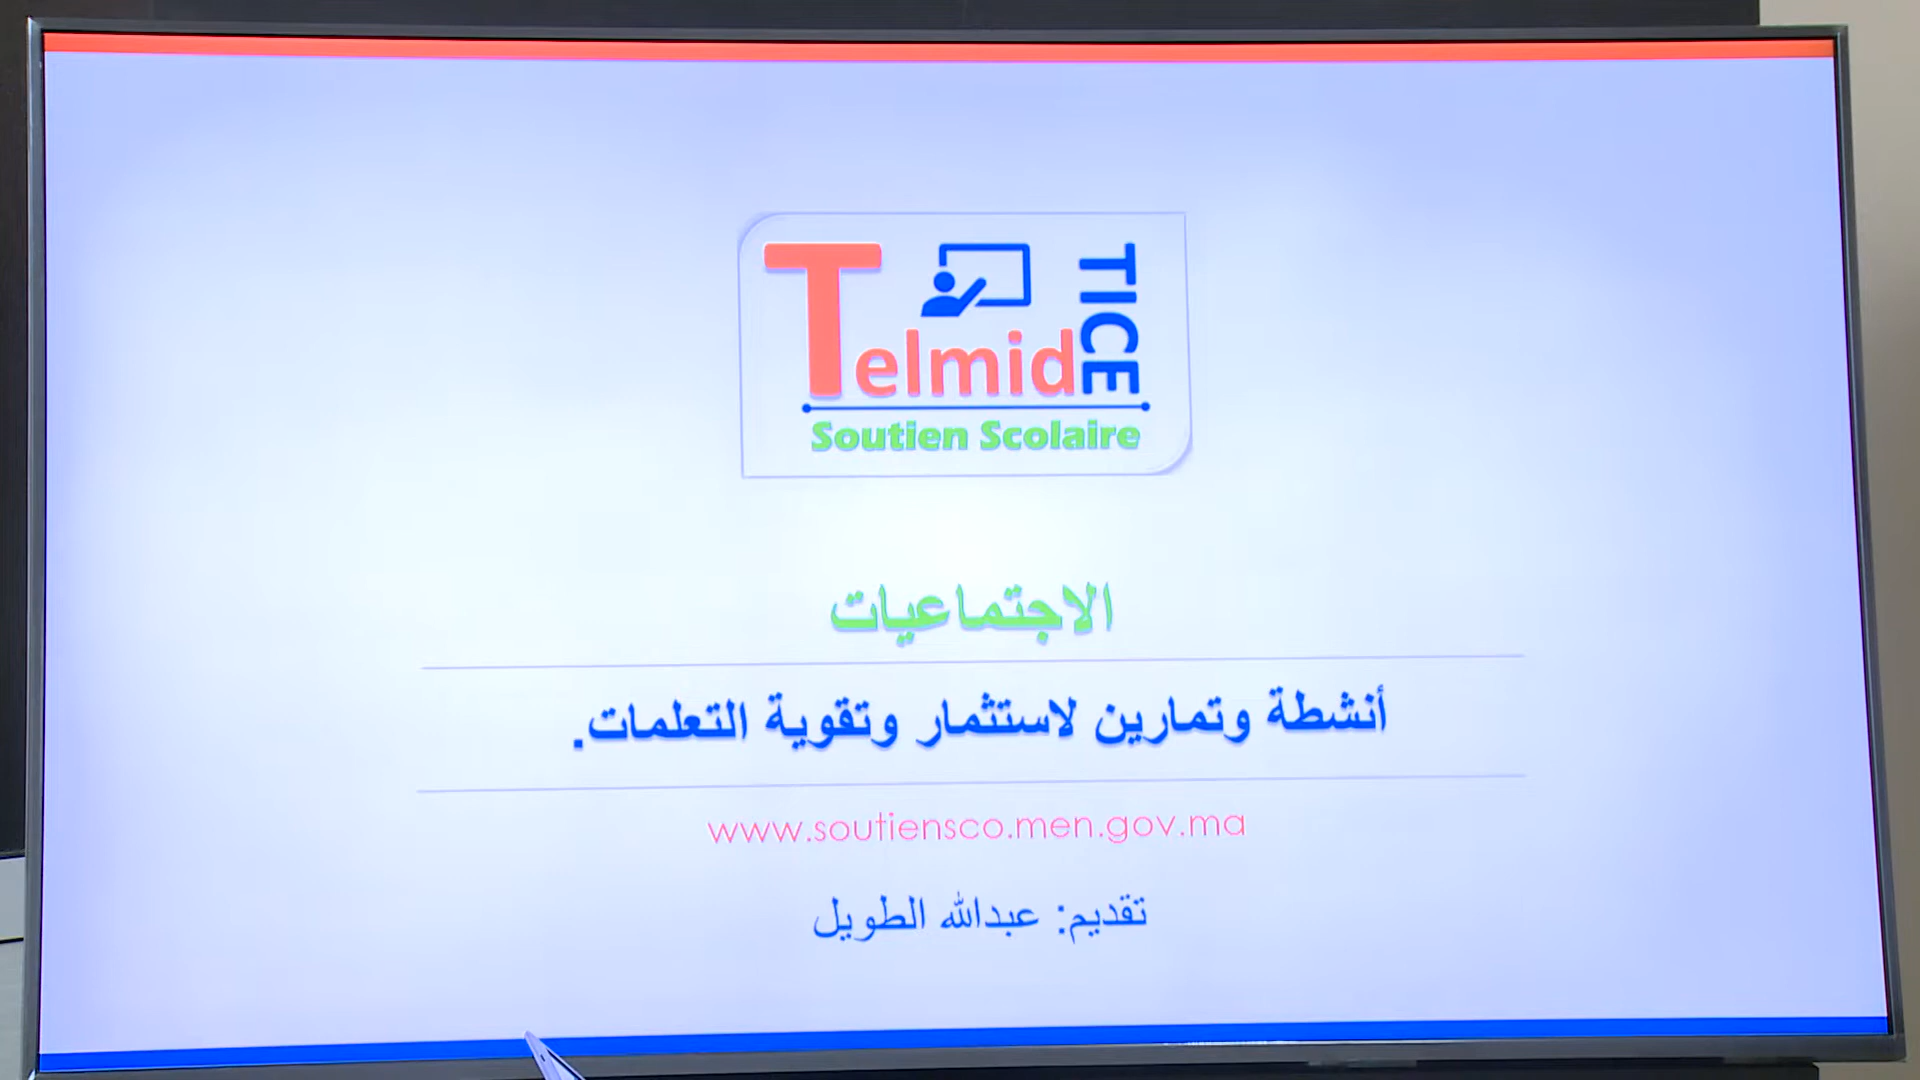 Telmid TICE
Soutien Scolaire
الاجتماعيات
أنشطة وتمارين لاستثمار وتقوية التعلمات.
www.soutiensco.men.gov.ma
تقديم: عبدالله الطويل